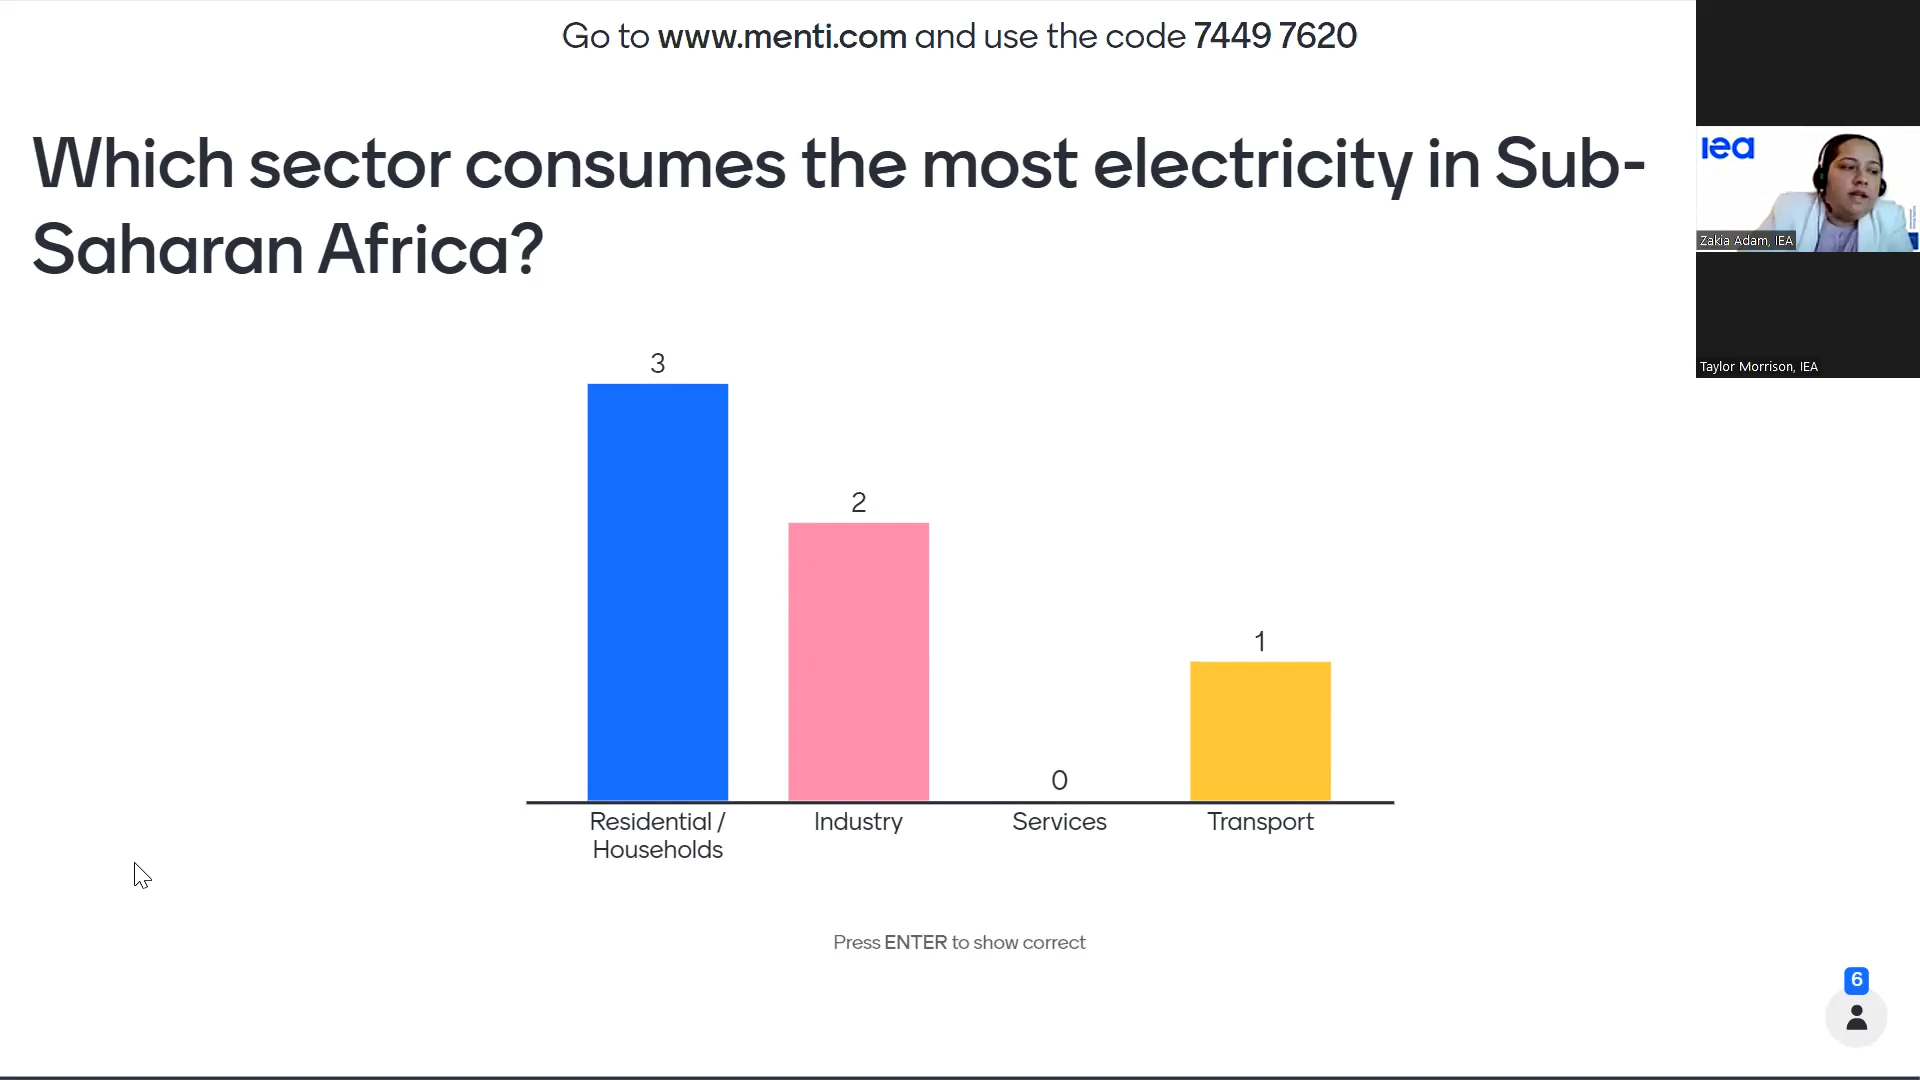 Go to www.menti.com and use the code 7449 7620
Which sector consumes the most electricity in Sub-
Saharan Africa?
3
2
0
1
Residential /
Households
Industry
Services
Transport
Press ENTER to show correct
6
iea
Zakia Adam, IEA
Taylor Morrison, IEA